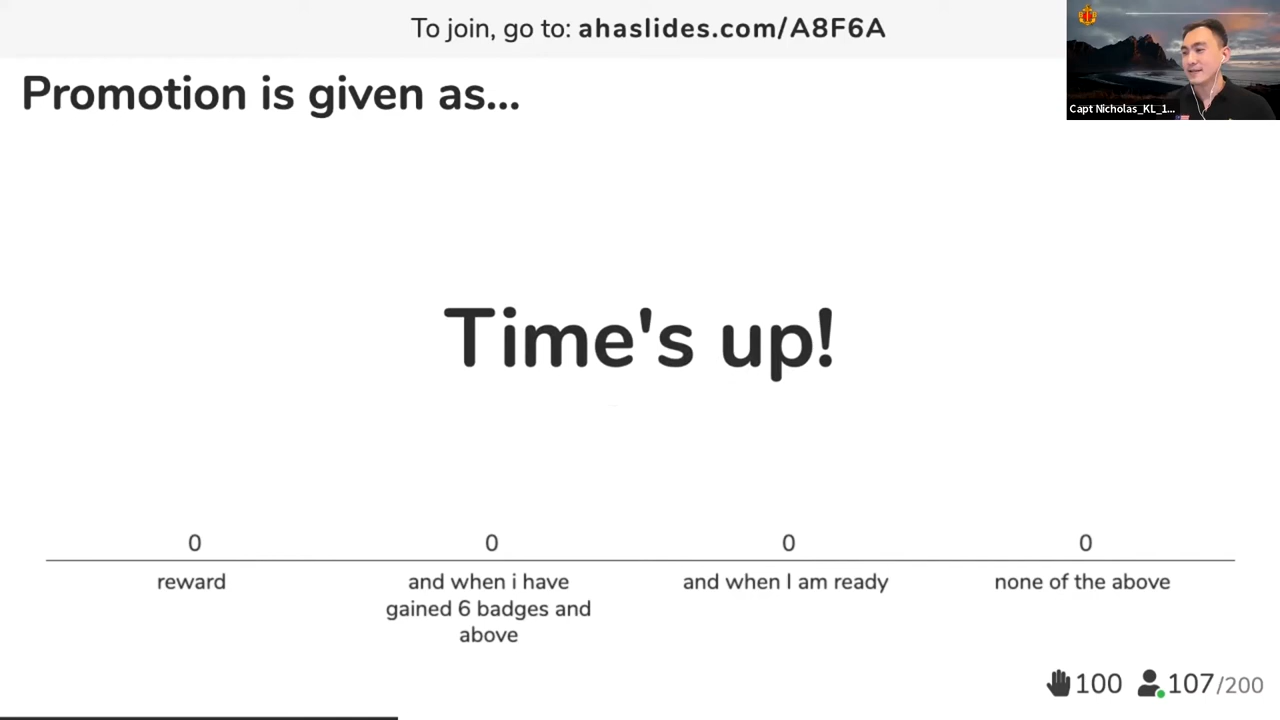 To join, go to: ahaslides.com/A8F6A
Promotion is given as...
Capt Nicholas_KL_1...
Time's up!
0 0 0 0
reward
and when i have
gained 6 badges and
above
and when I am ready
none of the above
100 107/200